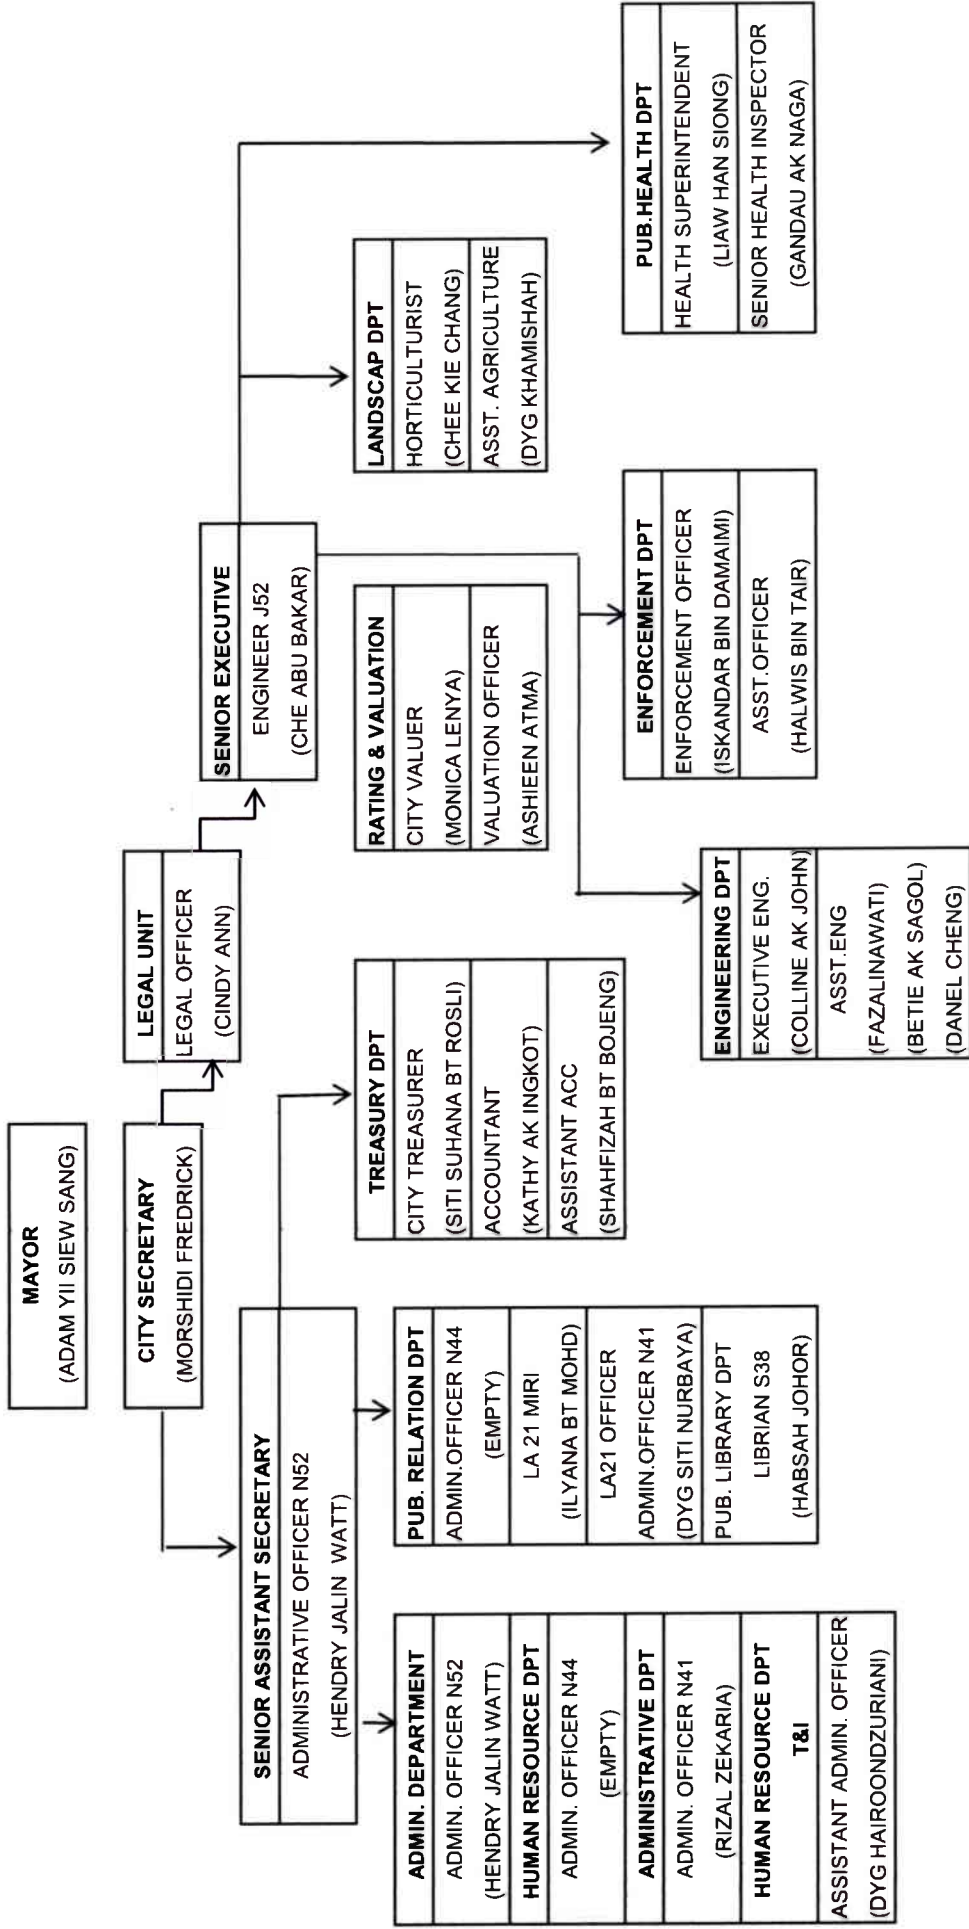 MAYOR
(ADAM YII SIEW SANG)
CITY SECRETARY
(MORSHIDI FREDRICK)
LEGAL UNIT
LEGAL OFFICER
(CINDY ANN)
SENIOR ASSISTANT SECRETARY
ADMINISTRATIVE OFFICER N52
(HENDRY JALIN WATT)
SENIOR EXECUTIVE
ENGINEER J52
(CHE ABU BAKAR)
ADMIN. DEPARTMENT
ADMIN. OFFICER N52
(HENDRY JALIN WATT)
HUMAN RESOURCE DPT
ADMIN. OFFICER N44
(EMPTY)
ADMINISTRATIVE DPT
ADMIN. OFFICER N41
(RIZAL ZEKARIA)
HUMAN RESOURCE DPT
T&I
ASSISTANT ADMIN. OFFICER
(DYG HAIROONDZURIANI)
PUB. RELATION DPT
ADMIN.OFFICER N44
(EMPTY)
LA 21 MIRI
(ILYANA BT MOHD)
LA21 OFFICER
ADMIN.OFFICER N41
(DYG SITI NURBAYA)
PUB. LIBRARY DPT
LIBRIAN S38
(HABSAH JOHOR)
TREASURY DPT
CITY TREASURER
(SITI SUHANA BT ROSLI)
ACCOUNTANT
(KATHY AK INGKOT)
ASSISTANT ACC
(SHAHFIZAH BT BOJENG)
RATING & VALUATION
CITY VALUER
(MONICA LENYA)
VALUATION OFFICER
(ASHIEEN ATMA)
LANDSCAP DPT
HORTICULTURIST
(CHEE KIE CHANG)
ASST. AGRICULTURE
(DYG KHAMISHAH)
ENGINEERING DPT
EXECUTIVE ENG.
(COLLINE AK JOHN)
ASST.ENG
(FAZALINAWATI)
(BETIE AK SAGOL)
(DANEL CHENG)
ENFORCEMENT DPT
ENFORCEMENT OFFICER
(ISKANDAR BIN DAMAIMI)
ASST.OFFICER
(HALWIS BIN TAIR)
PUB.HEALTH DPT
HEALTH SUPERINTENDENT
(LIAW HAN SIONG)
SENIOR HEALTH INSPECTOR
(GANDAU AK NAGA)